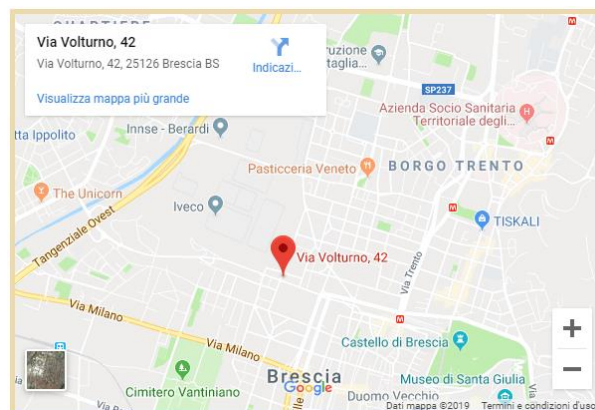 QUARTIERE
Via Volturno, 42
Via Volturno, 42, 25126 Brescia BS
Indicazi...
Visualizza mappa più grande
ruzione
taglia...
SP237
Azienda Socio Sanitaria
Territoriale degli...
tta Ippolito
Innse - Berardi
Pasticceria Veneto
BORGO TRENTO
The Unicorn
Iveco
TISKALI
Tangenziale Ovest
Via Volturno, 42
Via Trento
Via Milano
Via Milano
Castello di Brescia
Brescia
Google
Museo di Santa Giulia
Cimitero Vantiniano
Duomo Vecchio
Dati mappa ©2019
Termini e condizioni d'uso